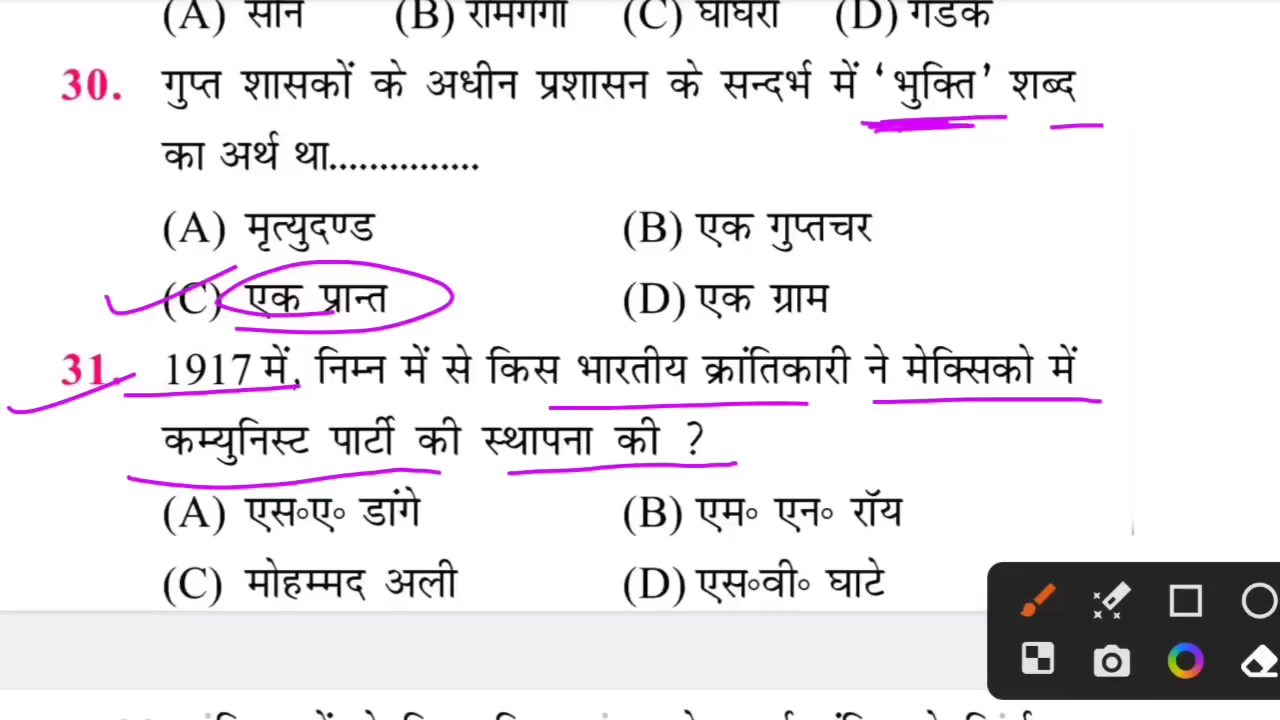 (A) सोन (B) रामगंगा (C) घाघरा (D) गंडक
30. गुप्त शासकों के अधीन प्रशासन के सन्दर्भ में ‘भुक्ति’ शब्द
का अर्थ था...............
(A) मृत्युदण्ड (B) एक गुप्तचर
(C) एक प्रान्त (D) एक ग्राम
31. 1917 में, निम्न में से किस भारतीय क्रांतिकारी ने मेक्सिको में
कम्युनिस्ट पार्टी की स्थापना की ?
(A) एस॰ए॰ डांगे (B) एम॰ एन॰ रॉय
(C) मोहम्मद अली (D) एस॰वी॰ घाटे